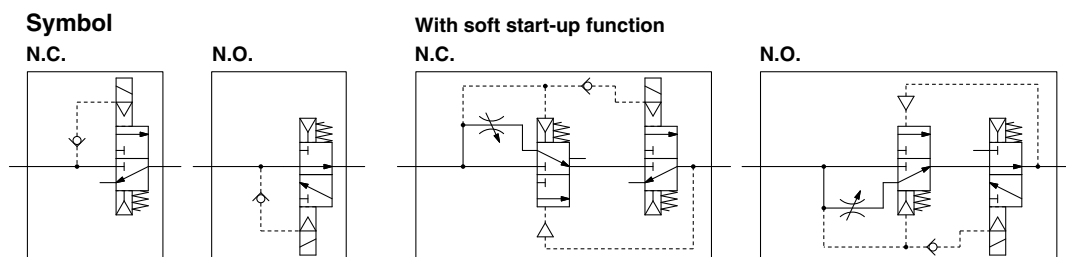 Symbol
With soft start-up function
N.C.
N.O.
N.C.
N.O.